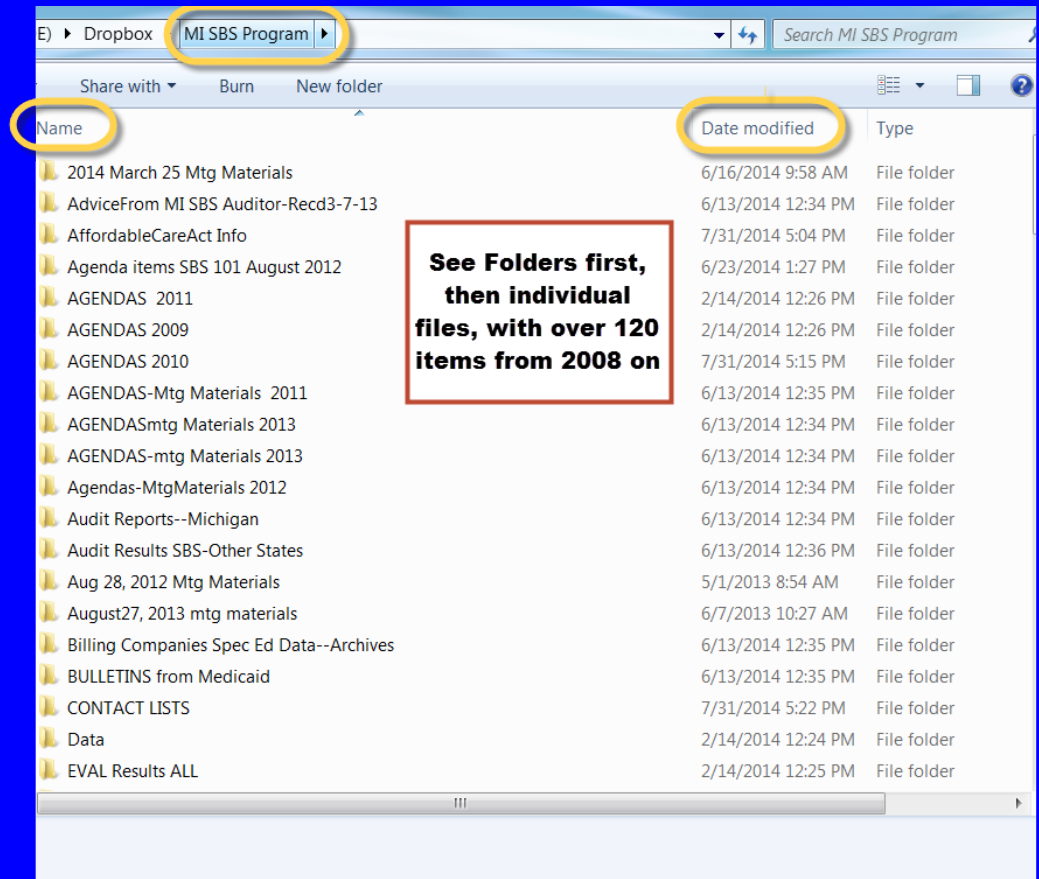 E) Dropbox MI SBS Program Search MI SBS Program
Share with Burn New folder
Name Date modified Type
2014 March 25 Mtg Materials 6/16/2014 9:58 AM File folder
AdviceFrom MI SBS Auditor-Recd3-7-13 6/13/2014 12:34 PM File folder
AffordableCareAct Info 7/31/2014 5:04 PM File folder
Agenda items SBS 101 August 2012 6/23/2014 1:27 PM File folder
AGENDAS  2011 2/14/2014 12:26 PM File folder
AGENDAS 2009 2/14/2014 12:26 PM File folder
AGENDAS 2010 7/31/2014 5:15 PM File folder
AGENDAS-Mtg Materials  2011 6/13/2014 12:35 PM File folder
AGENDASmtg Materials 2013 6/13/2014 12:34 PM File folder
AGENDAS-mtg Materials 2013 6/13/2014 12:34 PM File folder
Agendas-MtgMaterials 2012 6/13/2014 12:34 PM File folder
Audit Reports--Michigan 6/13/2014 12:34 PM File folder
Audit Results SBS-Other States 6/13/2014 12:36 PM File folder
Aug 28, 2012 Mtg Materials 5/1/2013 8:54 AM File folder
August27, 2013 mtg materials 6/7/2013 10:27 AM File folder
Billing Companies Spec Ed Data--Archives 6/13/2014 12:35 PM File folder
BULLETINS from Medicaid 6/13/2014 12:35 PM File folder
CONTACT LISTS 7/31/2014 5:22 PM File folder
Data 2/14/2014 12:24 PM File folder
EVAL Results ALL 2/14/2014 12:25 PM File folder
See Folders first,
then individual
files, with over 120
items from 2008 on